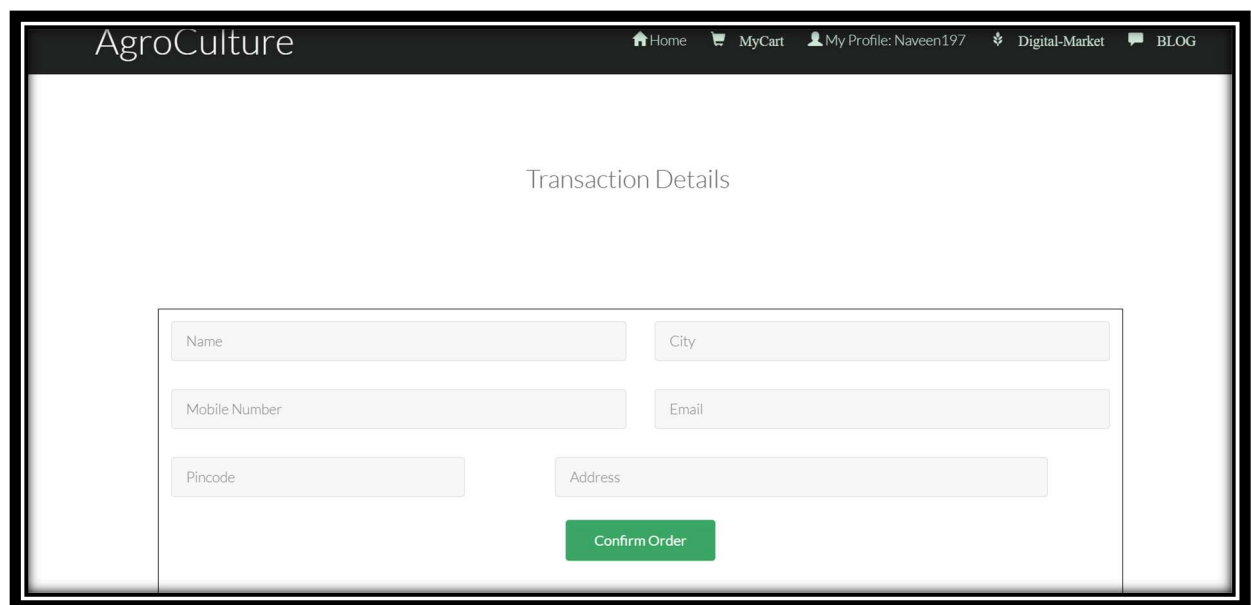 AgroCulture Home MyCart My Profile: Naveen197 Digital-Market BLOG
Transaction Details
Name City
Mobile Number Email
Pincode Address
Confirm Order